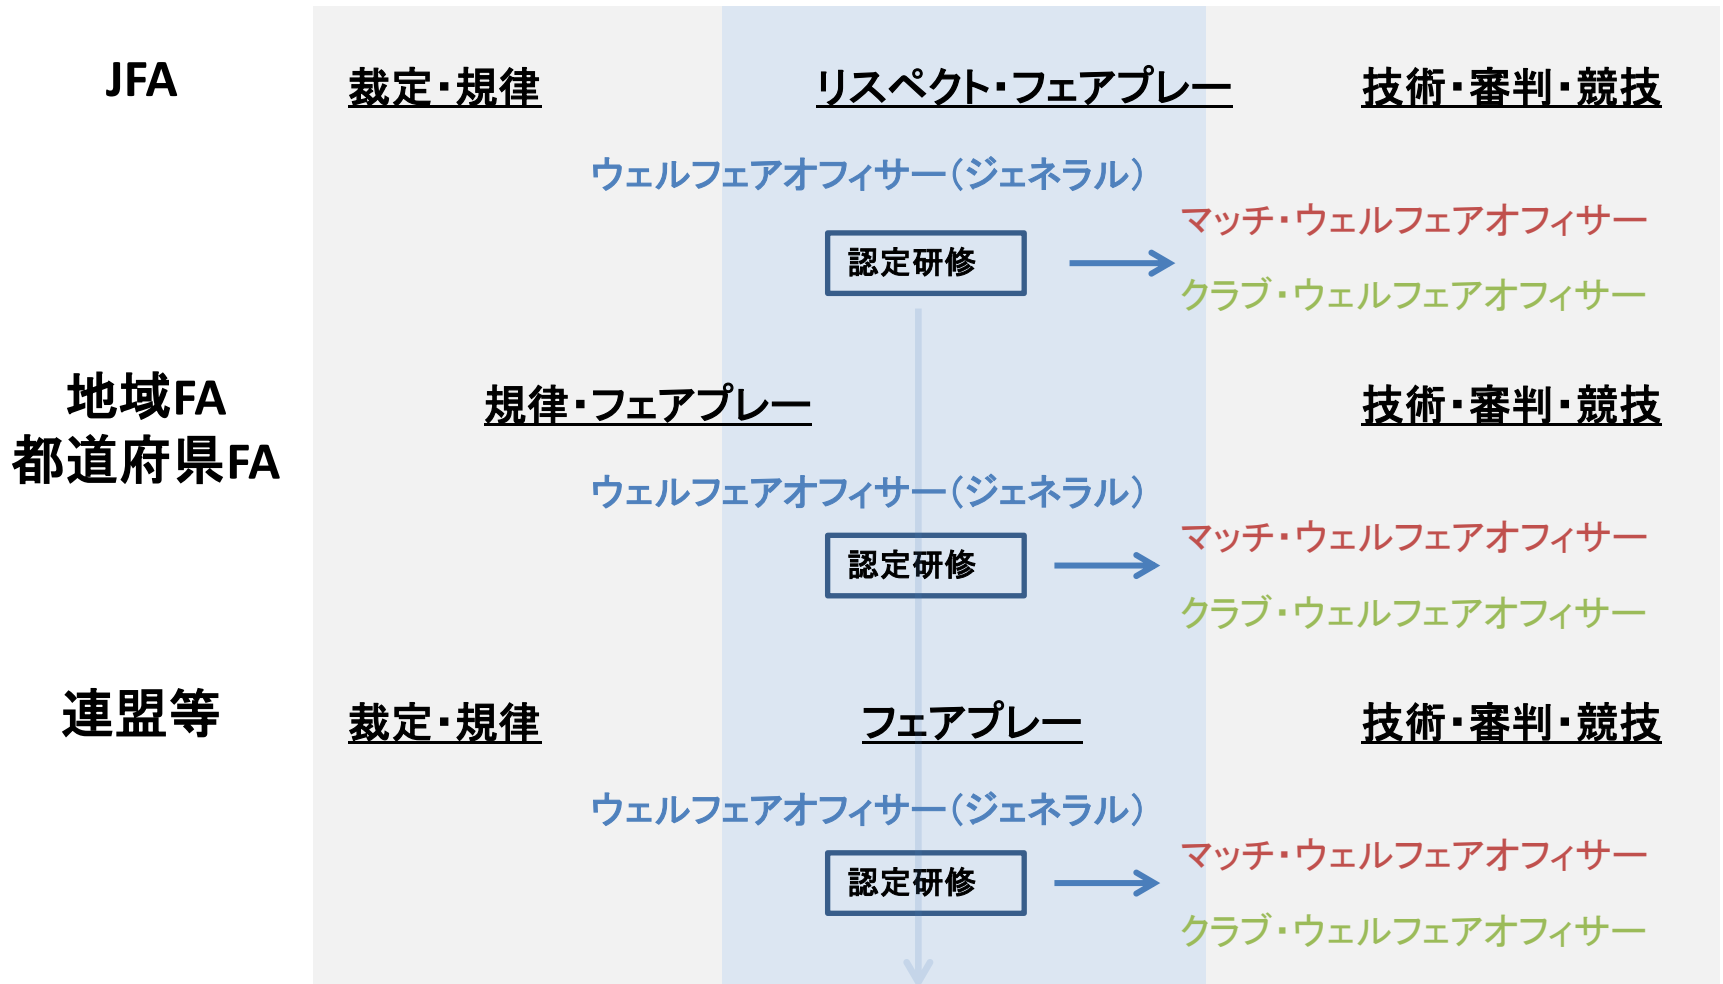 JFA
裁定・規律
リスペクト・フェアプレー
技術・審判・競技
ウェルフェアオフィサー（ジェネラル）
マッチ・ウェルフェアオフィサー
認定研修
クラブ・ウェルフェアオフィサー
地域FA
都道府県FA
規律・フェアプレー
技術・審判・競技
ウェルフェアオフィサー（ジェネラル）
マッチ・ウェルフェアオフィサー
認定研修
クラブ・ウェルフェアオフィサー
連盟等
裁定・規律
フェアプレー
技術・審判・競技
ウェルフェアオフィサー（ジェネラル）
マッチ・ウェルフェアオフィサー
認定研修
クラブ・ウェルフェアオフィサー